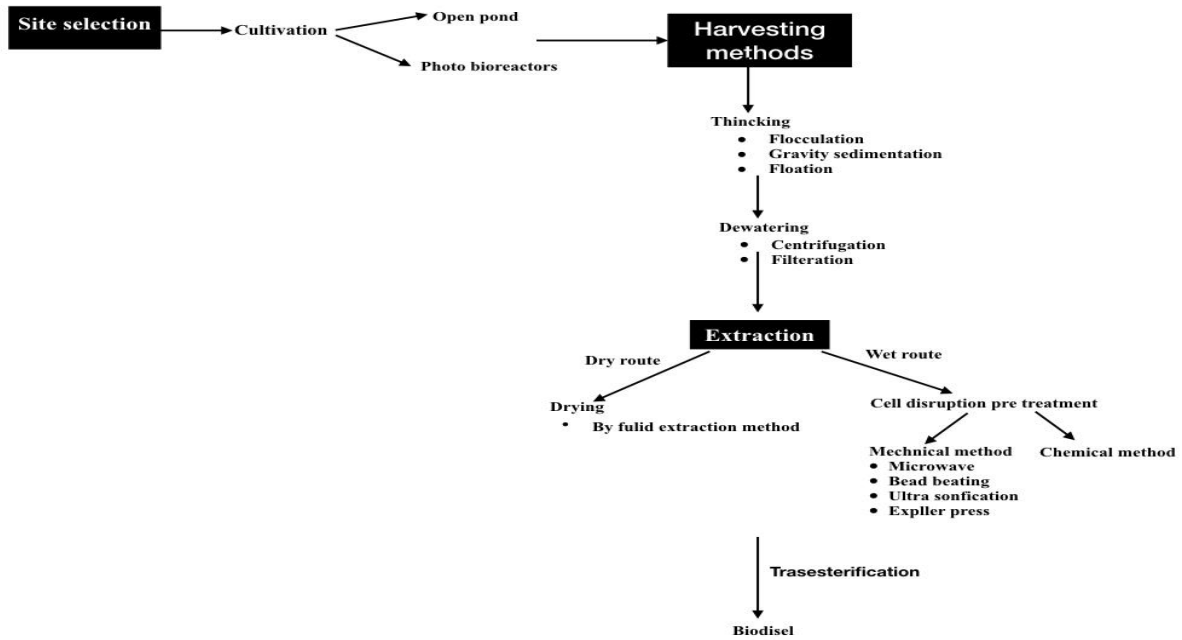 Site selection
Cultivation
Open pond
Photo bioreactors
Harvesting
methods
Thincking
• Flocculation
• Gravity sedimentation
• Floation
Dewatering
• Centrifugation
• Filteration
Extraction
Dry route
Wet route
Drying
• By fulid extraction method
Cell disruption pre treatment
Mechnical method
• Microwave
• Bead beating
• Ultra sonfication
• Expller press
Chemical method
Trasesterification
Biodisel